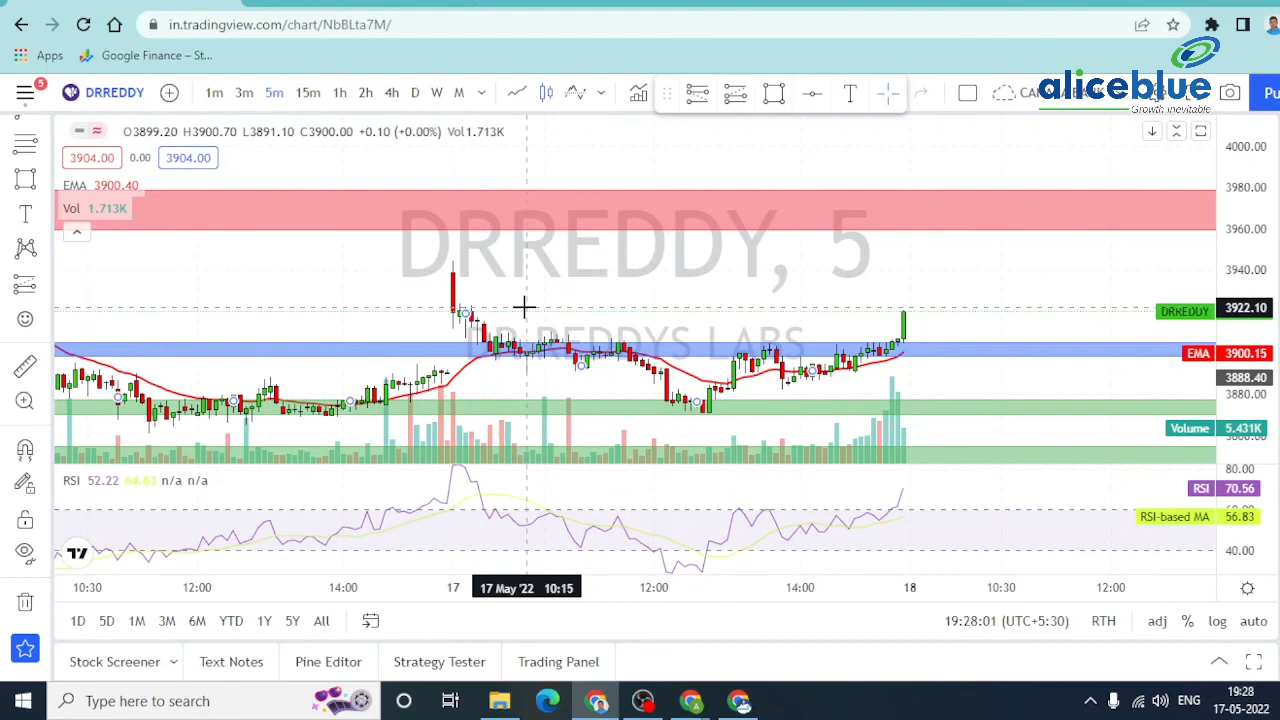 in.tradingview.com/chart/NbBLta7M/
Apps Google Finance – St...
5
DRREDDY 1m 3m 5m 15m 1h 2h 4h D W M T
aliceblue
Growth inevitable
Pu
O3899.20 H3900.70 L3891.10 C3900.00 +0.10 (+0.00%) Vol1.713K
3904.00 0.00 3904.00
EMA 3900.40
Vol 1.713K
DRREDDY, 5
DR REDDYS LABS
4000.00
3980.00
3960.00
3940.00
3922.10
DRREDDY
EMA 3900.15
3888.40
3880.00
Volume 5.431K
RSI 52.22 64.63 n/a n/a
80.00
RSI 70.56
RSI-based MA 56.83
40.00
10:30 12:00 14:00 17 17 May '22 10:15 12:00 14:00 18 10:30 12:00
1D 5D 1M 3M 6M YTD 1Y 5Y All 19:28:01 (UTC+5:30) RTH adj % log auto
Stock Screener Text Notes Pine Editor Strategy Tester Trading Panel
Type here to search ENG 19:28
17-05-2022